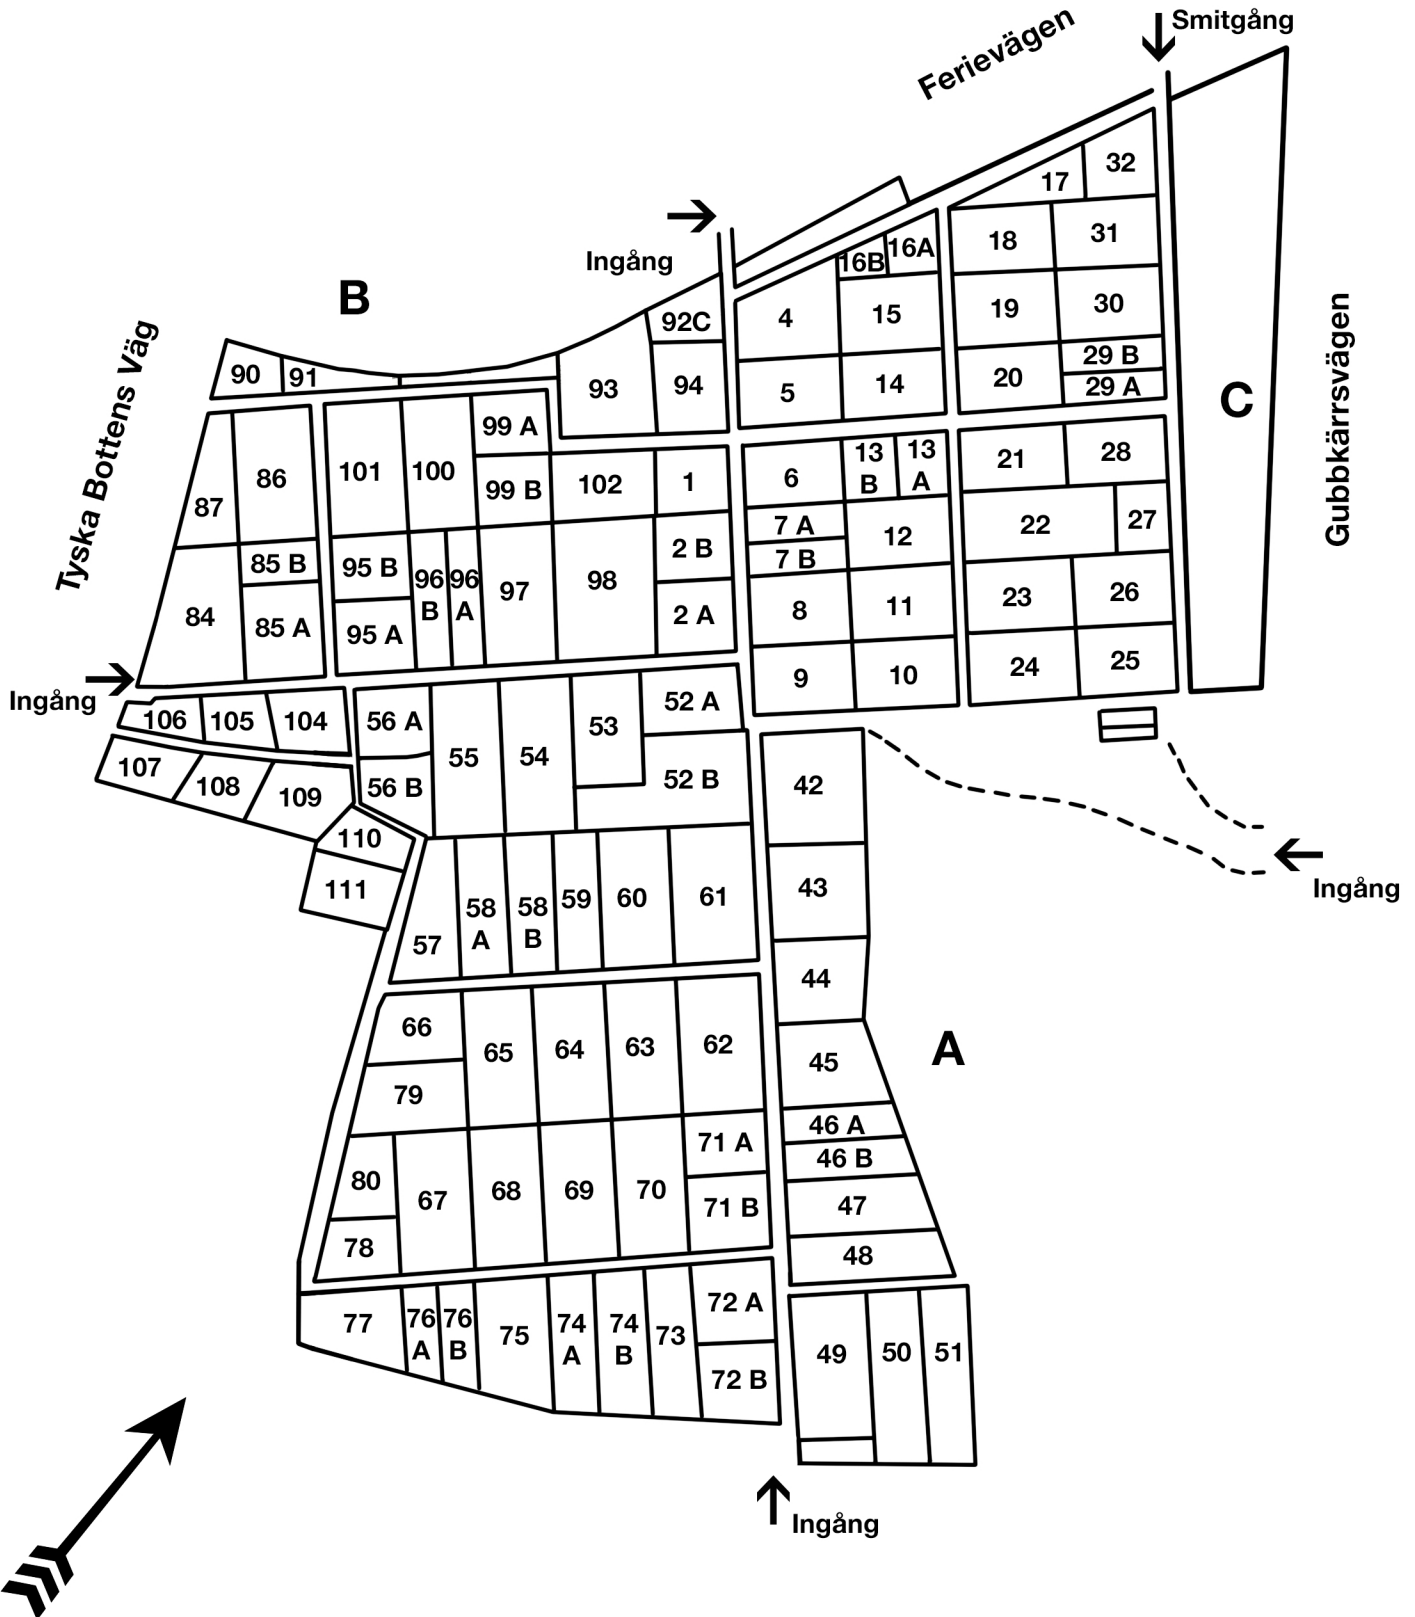 Smitgång
Ferievägen
32
17
18
31
Ingång
16B
16A
B
19
30
4
15
92C
Gubbkärrsvägen
Tyska Bottens Väg
29 B
90
91
20
29 A
93
94
5
14
C
99 A
86
101
100
21
28
13
B
13
A
6
102
1
99 B
87
22
27
7 A
12
2 B
7 B
85 B
95 B
96
B
96
A
97
98
23
26
8
11
84
2 A
85 A
95 A
24
25
9
10
Ingång
106
105
104
56 A
52 A
53
55
54
107
108
109
56 B
52 B
42
110
111
43
Ingång
57
58
A
58
B
59
60
61
44
66
65
64
63
62
45
A
79
46 A
71 A
46 B
80
67
68
69
70
71 B
47
78
48
77
76
A
76
B
75
74
A
74
B
73
72 A
72 B
49
50
51
Ingång